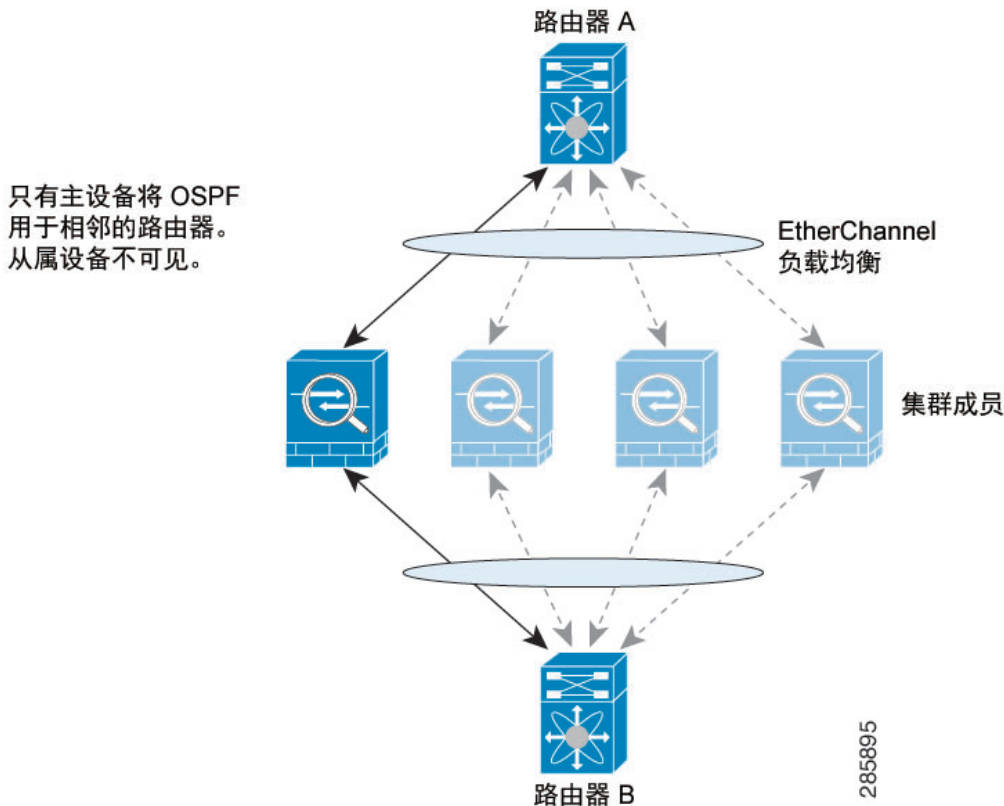 路由器 A
只有主设备将 OSPF
用于相邻的路由器。
从属设备不可见。
EtherChannel
负载均衡
集群成员
路由器 B
285895